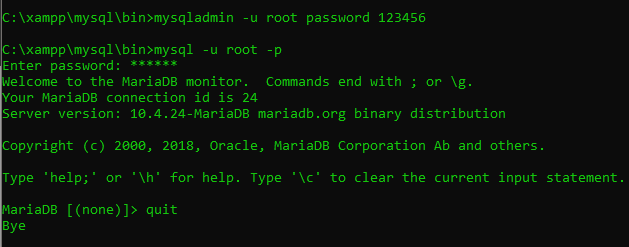 C:\xampp\mysql\bin>mysqladmin -u root password 123456
C:\xampp\mysql\bin>mysql -u root -p
Enter password: ******
Welcome to the MariaDB monitor.  Commands end with ; or \g.
Your MariaDB connection id is 24
Server version: 10.4.24-MariaDB mariadb.org binary distribution
Copyright (c) 2000, 2018, Oracle, MariaDB Corporation Ab and others.
Type 'help;' or '\h' for help. Type '\c' to clear the current input statement.
MariaDB [(none)]> quit
Bye